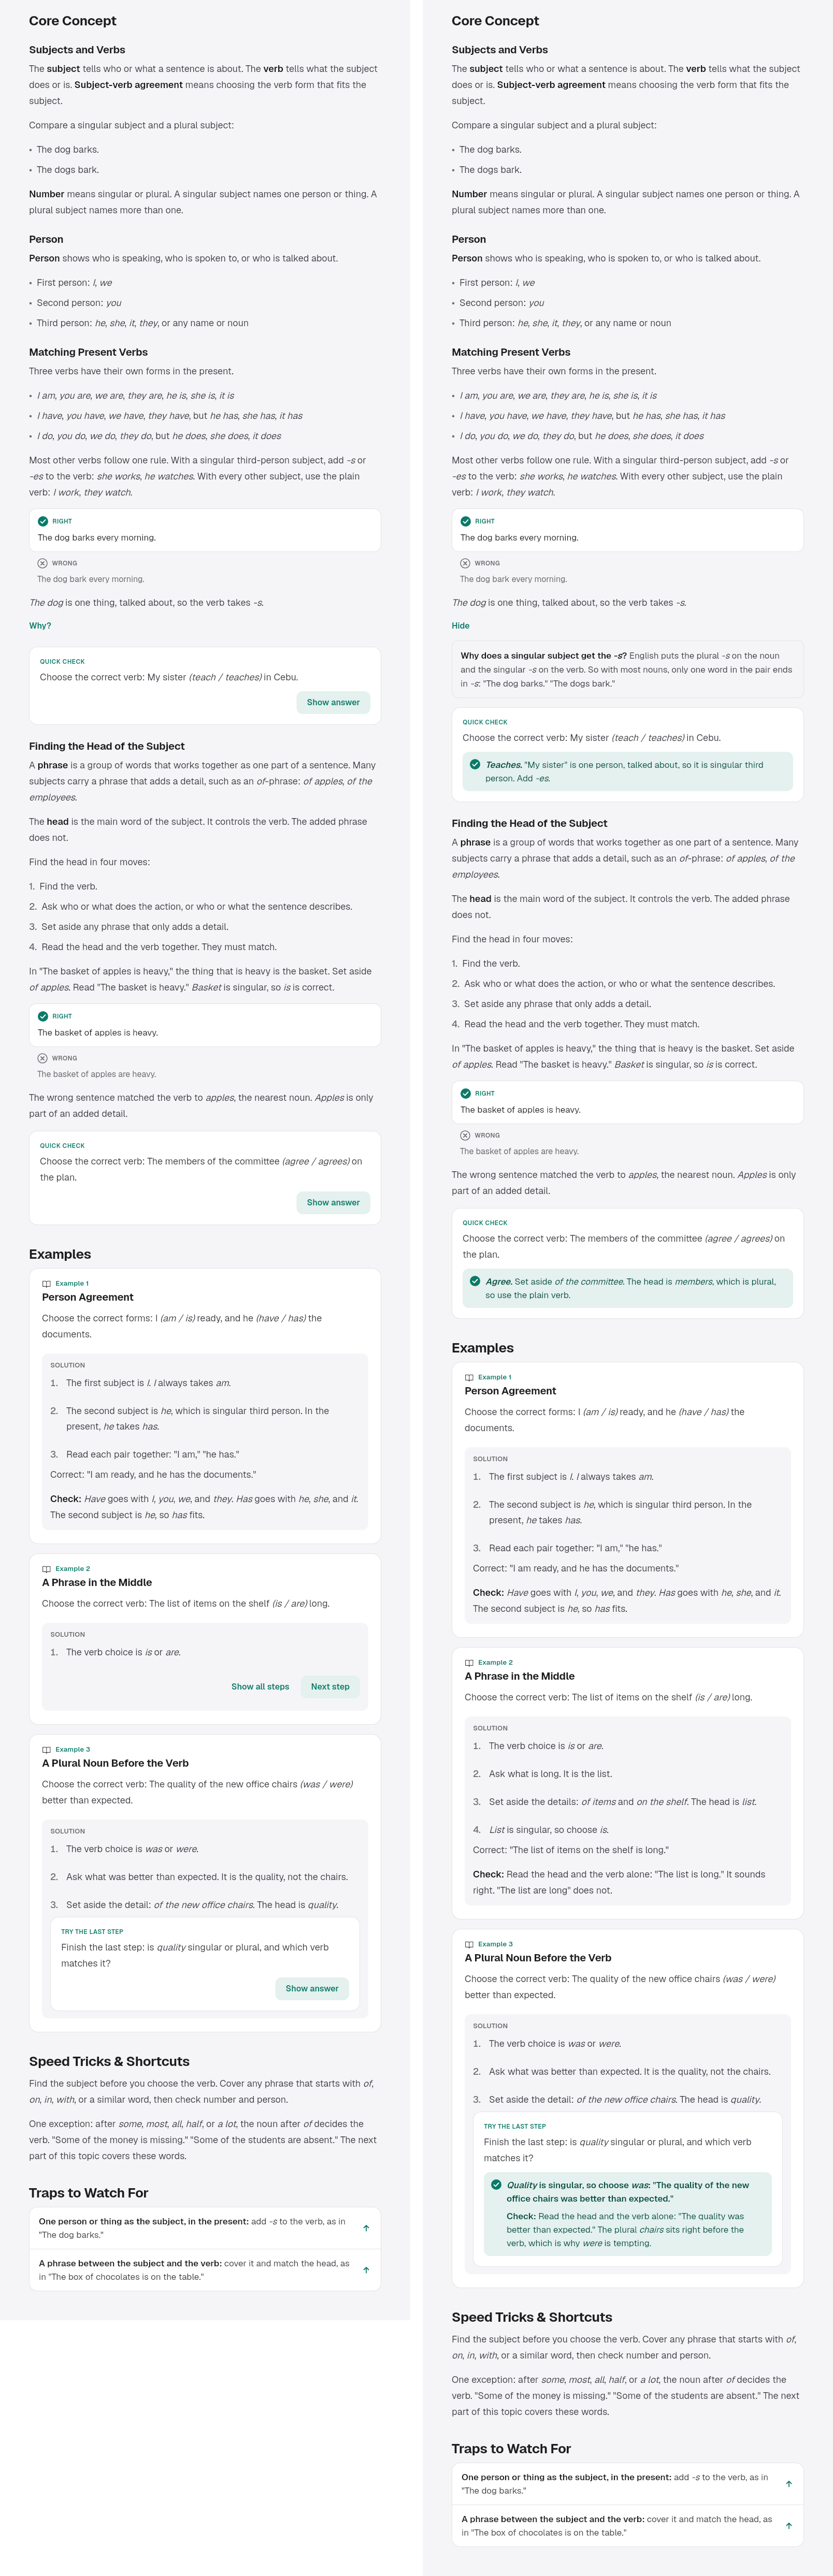 Core Concept
Subjects and Verbs
The subject tells who or what a sentence is about. The verb tells what the subject
does or is. Subject-verb agreement means choosing the verb form that fits the
subject.
Compare a singular subject and a plural subject:
• The dog barks.
• The dogs bark.
Number means singular or plural. A singular subject names one person or thing. A
plural subject names more than one.
Person
Person shows who is speaking, who is spoken to, or who is talked about.
• First person: I, we
• Second person: you
• Third person: he, she, it, they, or any name or noun
Matching Present Verbs
Three verbs have their own forms in the present.
• I am, you are, we are, they are, he is, she is, it is
• I have, you have, we have, they have, but he has, she has, it has
• I do, you do, we do, they do, but he does, she does, it does
Most other verbs follow one rule. With a singular third-person subject, add -s or
-es to the verb: she works, he watches. With every other subject, use the plain
verb: I work, they watch.
RIGHT
The dog barks every morning.
WRONG
The dog bark every morning.
The dog is one thing, talked about, so the verb takes -s.
Why?
QUICK CHECK
Choose the correct verb: My sister (teach / teaches) in Cebu.
Show answer
Finding the Head of the Subject
A phrase is a group of words that works together as one part of a sentence. Many
subjects carry a phrase that adds a detail, such as an of-phrase: of apples, of the
employees.
The head is the main word of the subject. It controls the verb. The added phrase
does not.
Find the head in four moves:
1. Find the verb.
2. Ask who or what does the action, or who or what the sentence describes.
3. Set aside any phrase that only adds a detail.
4. Read the head and the verb together. They must match.
In "The basket of apples is heavy," the thing that is heavy is the basket. Set aside
of apples. Read "The basket is heavy." Basket is singular, so is is correct.
RIGHT
The basket of apples is heavy.
WRONG
The basket of apples are heavy.
The wrong sentence matched the verb to apples, the nearest noun. Apples is only
part of an added detail.
QUICK CHECK
Choose the correct verb: The members of the committee (agree / agrees) on
the plan.
Show answer
Examples
Example 1
Person Agreement
Choose the correct forms: I (am / is) ready, and he (have / has) the
documents.
SOLUTION
1. The first subject is I. I always takes am.
2. The second subject is he, which is singular third person. In the
present, he takes has.
3. Read each pair together: "I am," "he has."
Correct: "I am ready, and he has the documents."
Check: Have goes with I, you, we, and they. Has goes with he, she, and it.
The second subject is he, so has fits.
Example 2
A Phrase in the Middle
Choose the correct verb: The list of items on the shelf (is / are) long.
SOLUTION
1. The verb choice is is or are.
Show all steps
Next step
Example 3
A Plural Noun Before the Verb
Choose the correct verb: The quality of the new office chairs (was / were)
better than expected.
SOLUTION
1. The verb choice is was or were.
2. Ask what was better than expected. It is the quality, not the chairs.
3. Set aside the detail: of the new office chairs. The head is quality.
TRY THE LAST STEP
Finish the last step: is quality singular or plural, and which verb
matches it?
Show answer
Speed Tricks & Shortcuts
Find the subject before you choose the verb. Cover any phrase that starts with of,
on, in, with, or a similar word, then check number and person.
One exception: after some, most, all, half, or a lot, the noun after of decides the
verb. "Some of the money is missing." "Some of the students are absent." The next
part of this topic covers these words.
Traps to Watch For
One person or thing as the subject, in the present: add -s to the verb, as in
"The dog barks."
A phrase between the subject and the verb: cover it and match the head, as
in "The box of chocolates is on the table."
Core Concept
Subjects and Verbs
The subject tells who or what a sentence is about. The verb tells what the subject
does or is. Subject-verb agreement means choosing the verb form that fits the
subject.
Compare a singular subject and a plural subject:
• The dog barks.
• The dogs bark.
Number means singular or plural. A singular subject names one person or thing. A
plural subject names more than one.
Person
Person shows who is speaking, who is spoken to, or who is talked about.
• First person: I, we
• Second person: you
• Third person: he, she, it, they, or any name or noun
Matching Present Verbs
Three verbs have their own forms in the present.
• I am, you are, we are, they are, he is, she is, it is
• I have, you have, we have, they have, but he has, she has, it has
• I do, you do, we do, they do, but he does, she does, it does
Most other verbs follow one rule. With a singular third-person subject, add -s or
-es to the verb: she works, he watches. With every other subject, use the plain
verb: I work, they watch.
RIGHT
The dog barks every morning.
WRONG
The dog bark every morning.
The dog is one thing, talked about, so the verb takes -s.
Hide
Why does a singular subject get the -s? English puts the plural -s on the noun
and the singular -s on the verb. So with most nouns, only one word in the pair ends
in -s: "The dog barks." "The dogs bark."
QUICK CHECK
Choose the correct verb: My sister (teach / teaches) in Cebu.
Teaches. "My sister" is one person, talked about, so it is singular third
person. Add -es.
Finding the Head of the Subject
A phrase is a group of words that works together as one part of a sentence. Many
subjects carry a phrase that adds a detail, such as an of-phrase: of apples, of the
employees.
The head is the main word of the subject. It controls the verb. The added phrase
does not.
Find the head in four moves:
1. Find the verb.
2. Ask who or what does the action, or who or what the sentence describes.
3. Set aside any phrase that only adds a detail.
4. Read the head and the verb together. They must match.
In "The basket of apples is heavy," the thing that is heavy is the basket. Set aside
of apples. Read "The basket is heavy." Basket is singular, so is is correct.
RIGHT
The basket of apples is heavy.
WRONG
The basket of apples are heavy.
The wrong sentence matched the verb to apples, the nearest noun. Apples is only
part of an added detail.
QUICK CHECK
Choose the correct verb: The members of the committee (agree / agrees) on
the plan.
Agree. Set aside of the committee. The head is members, which is plural,
so use the plain verb.
Examples
Example 1
Person Agreement
Choose the correct forms: I (am / is) ready, and he (have / has) the
documents.
SOLUTION
1. The first subject is I. I always takes am.
2. The second subject is he, which is singular third person. In the
present, he takes has.
3. Read each pair together: "I am," "he has."
Correct: "I am ready, and he has the documents."
Check: Have goes with I, you, we, and they. Has goes with he, she, and it.
The second subject is he, so has fits.
Example 2
A Phrase in the Middle
Choose the correct verb: The list of items on the shelf (is / are) long.
SOLUTION
1. The verb choice is is or are.
2. Ask what is long. It is the list.
3. Set aside the details: of items and on the shelf. The head is list.
4. List is singular, so choose is.
Correct: "The list of items on the shelf is long."
Check: Read the head and the verb alone: "The list is long." It sounds
right. "The list are long" does not.
Example 3
A Plural Noun Before the Verb
Choose the correct verb: The quality of the new office chairs (was / were)
better than expected.
SOLUTION
1. The verb choice is was or were.
2. Ask what was better than expected. It is the quality, not the chairs.
3. Set aside the detail: of the new office chairs. The head is quality.
TRY THE LAST STEP
Finish the last step: is quality singular or plural, and which verb
matches it?
Quality is singular, so choose was: "The quality of the new
office chairs was better than expected."
Check: Read the head and the verb alone: "The quality was
better than expected." The plural chairs sits right before the
verb, which is why were is tempting.
Speed Tricks & Shortcuts
Find the subject before you choose the verb. Cover any phrase that starts with of,
on, in, with, or a similar word, then check number and person.
One exception: after some, most, all, half, or a lot, the noun after of decides the
verb. "Some of the money is missing." "Some of the students are absent." The next
part of this topic covers these words.
Traps to Watch For
One person or thing as the subject, in the present: add -s to the verb, as in
"The dog barks."
A phrase between the subject and the verb: cover it and match the head, as
in "The box of chocolates is on the table."